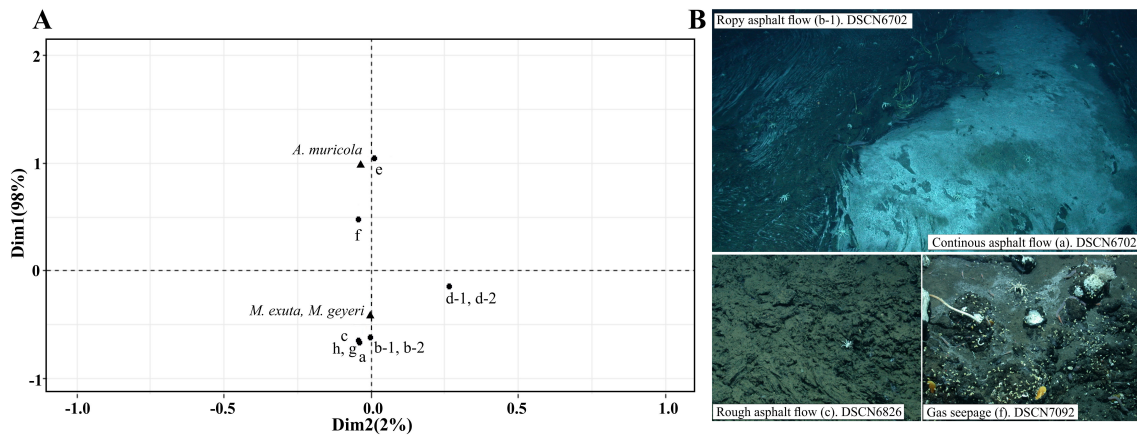 A
2
1
0
-1
Dim1(98%)
A. muricola
e
f
d-1, d-2
M. exuta, M. geyeri
c
h, g
a
b-1, b-2
-1.0
-0.5
0.0
0.5
1.0
Dim2(2%)
B
Ropy asphalt flow (b-1). DSCN6702
Continous asphalt flow (a). DSCN6702
Rough asphalt flow (c). DSCN6826
Gas seepage (f). DSCN7092